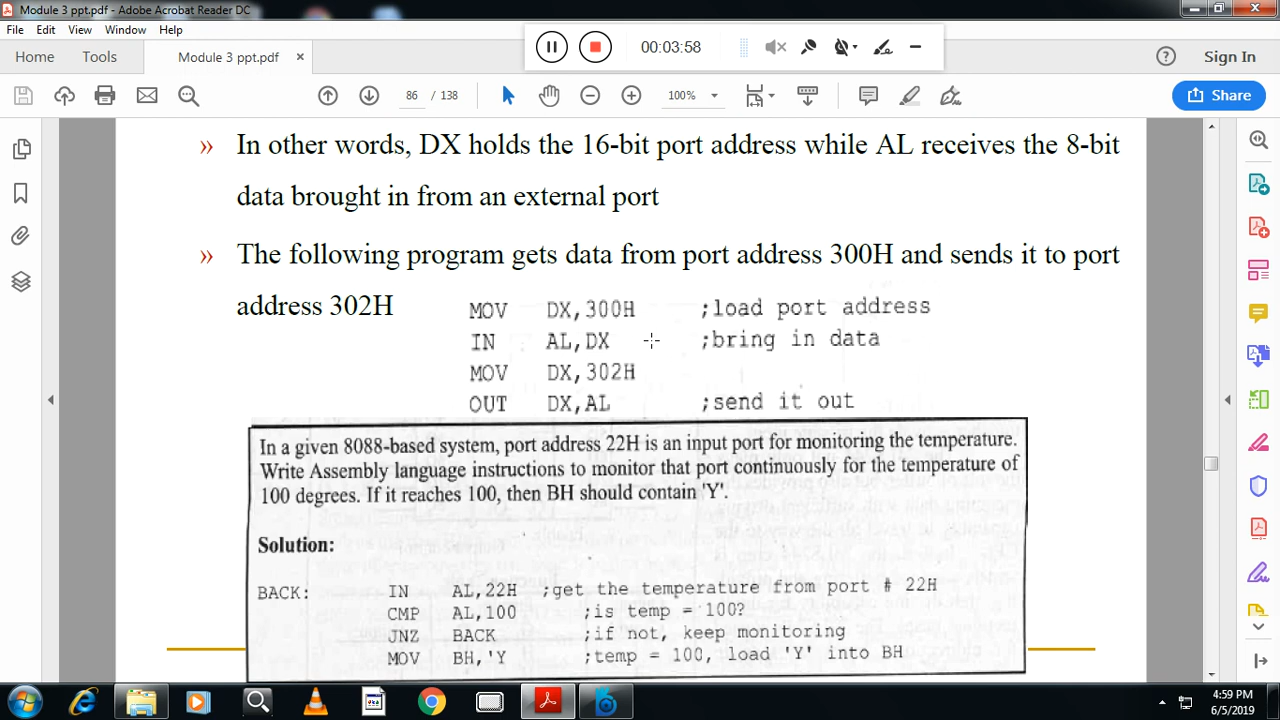 Module 3 ppt.pdf - Adobe Acrobat Reader DC
File Edit View Window Help
00:03:58
Home Tools Module 3 ppt.pdf × Sign In
86 / 138 100% Share
» In other words, DX holds the 16-bit port address while AL receives the 8-bit
data brought in from an external port
» The following program gets data from port address 300H and sends it to port
address 302H
MOV DX,300H ;load port address
IN AL,DX ;bring in data
MOV DX,302H
OUT DX,AL ;send it out
In a given 8088-based system, port address 22H is an input port for monitoring the temperature.
Write Assembly language instructions to monitor that port continuously for the temperature of
100 degrees. If it reaches 100, then BH should contain 'Y'.
Solution:
BACK: IN AL,22H ;get the temperature from port # 22H
CMP AL,100 ;is temp = 100?
JNZ BACK ;if not, keep monitoring
MOV BH,'Y ;temp = 100, load 'Y' into BH
4:59 PM
6/5/2019